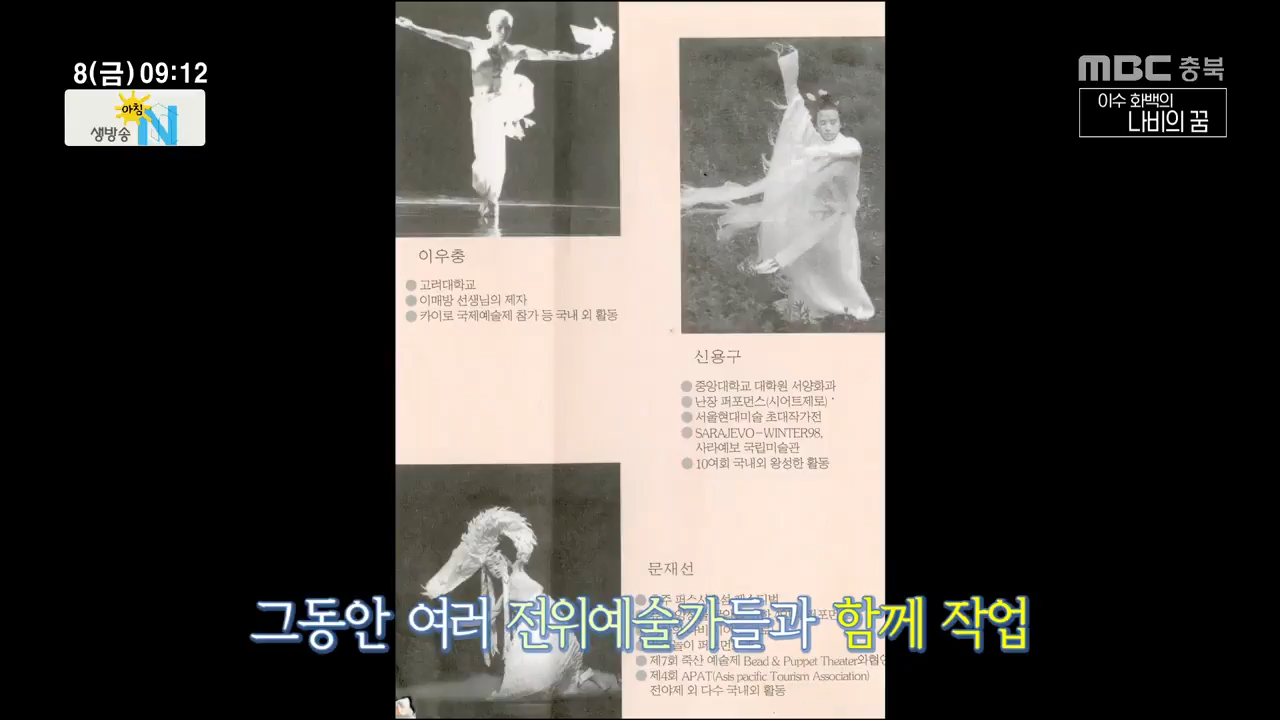 8(금) 09:12
아침
생방송 N
MBC 충북
이수 화백의
나비의 꿈
이우충
고려대학교
이매방 선생님의 제자
카이로 국제예술제 참가 등 국내 외 활동
신용구
중앙대학교 대학원 서양화과
난장 퍼포먼스(시어트제로)
서울현대미술 초대작가전
SARAJEVO-WINTER98,
사라예보 국립미술관
10여회 국내외 왕성한 활동
문재선
제7회 죽산 예술제 Bead & Puppet Theater와협연
제4회 APAT(Asis pacific Tourism Association)
전야제 외 다수 국내외 활동
그동안 여러 전위예술가들과 함께 작업